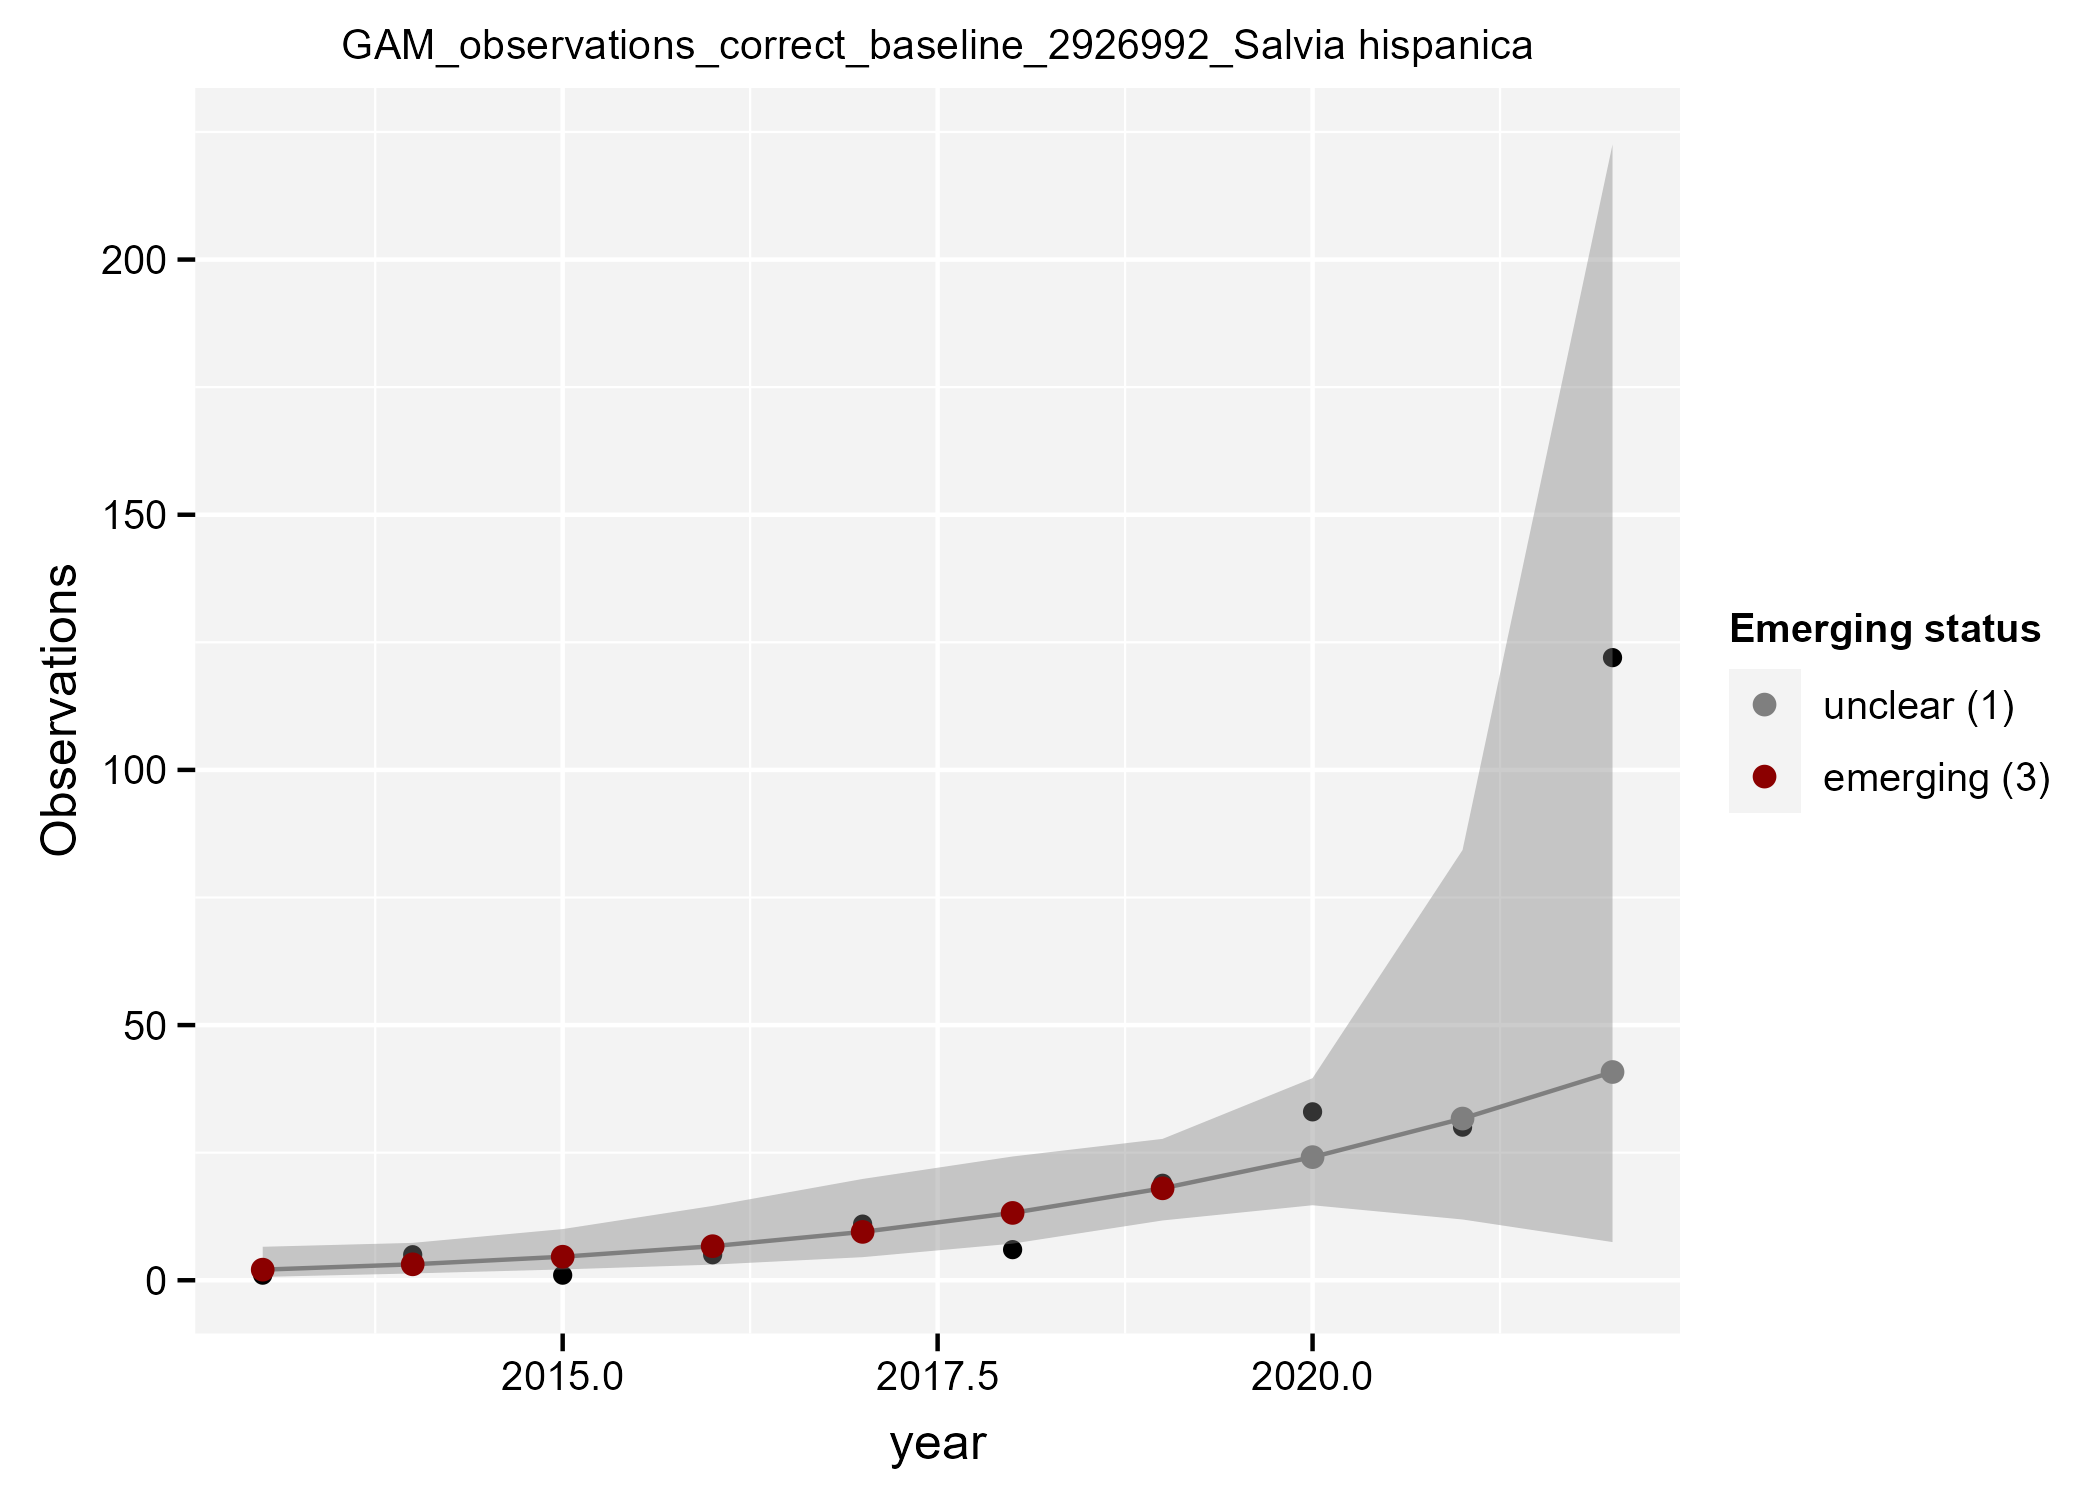 GAM_observations_correct_baseline_2926992_Salvia hispanica
Observations
200
150
100
50
0
2015.0 2017.5 2020.0
year
Emerging status
unclear (1)
emerging (3)